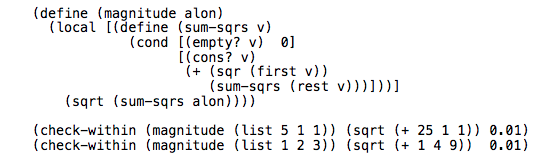 (define (magnitude alon)
  (local [(define (sum-sqrs v)
            (cond [(empty? v)  0]
                  [(cons? v)
                   (+ (sqr (first v))
                      (sum-sqrs (rest v)))]))]
    (sqrt (sum-sqrs alon))))
(check-within (magnitude (list 5 1 1)) (sqrt (+ 25 1 1)) 0.01)
(check-within (magnitude (list 1 2 3)) (sqrt (+ 1 4 9))  0.01)